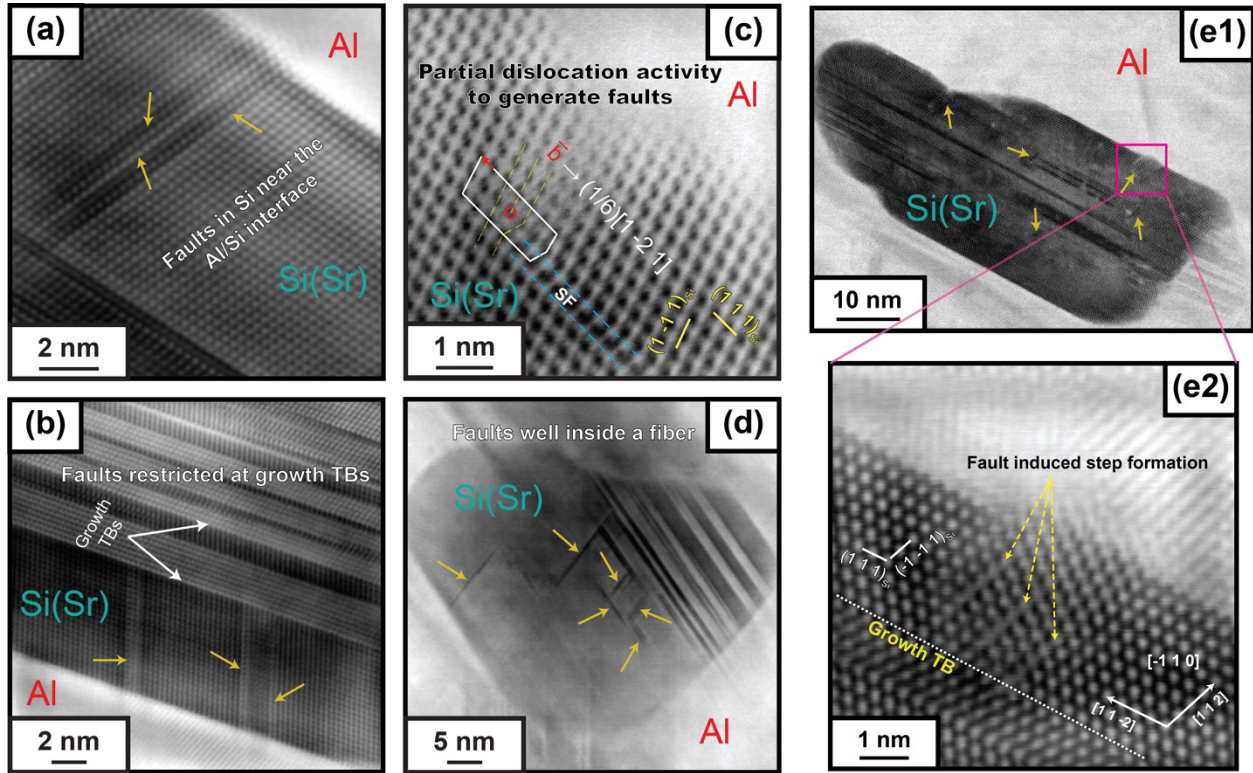 (a)
Al
Faults in Si near the
Al/Si interface
Si(Sr)
2 nm
(b)
Faults restricted at growth TBs
Growth
TBs
Si(Sr)
Al
2 nm
(c)
Partial dislocation activity
to generate faults
Al
b → (1/6)[1 -2 1]
SF
Si(Sr)
(1 -1 1)Si
(1 1 1)Si
1 nm
(d)
Faults well inside a fiber
Si(Sr)
Al
5 nm
(e1)
Al
Si(Sr)
10 nm
(e2)
Fault induced step formation
(1 1 1)Si
(-1 -1 1)Si
Growth TB
[-1 1 0]
[1 1 -2]
[1 1 2]
1 nm